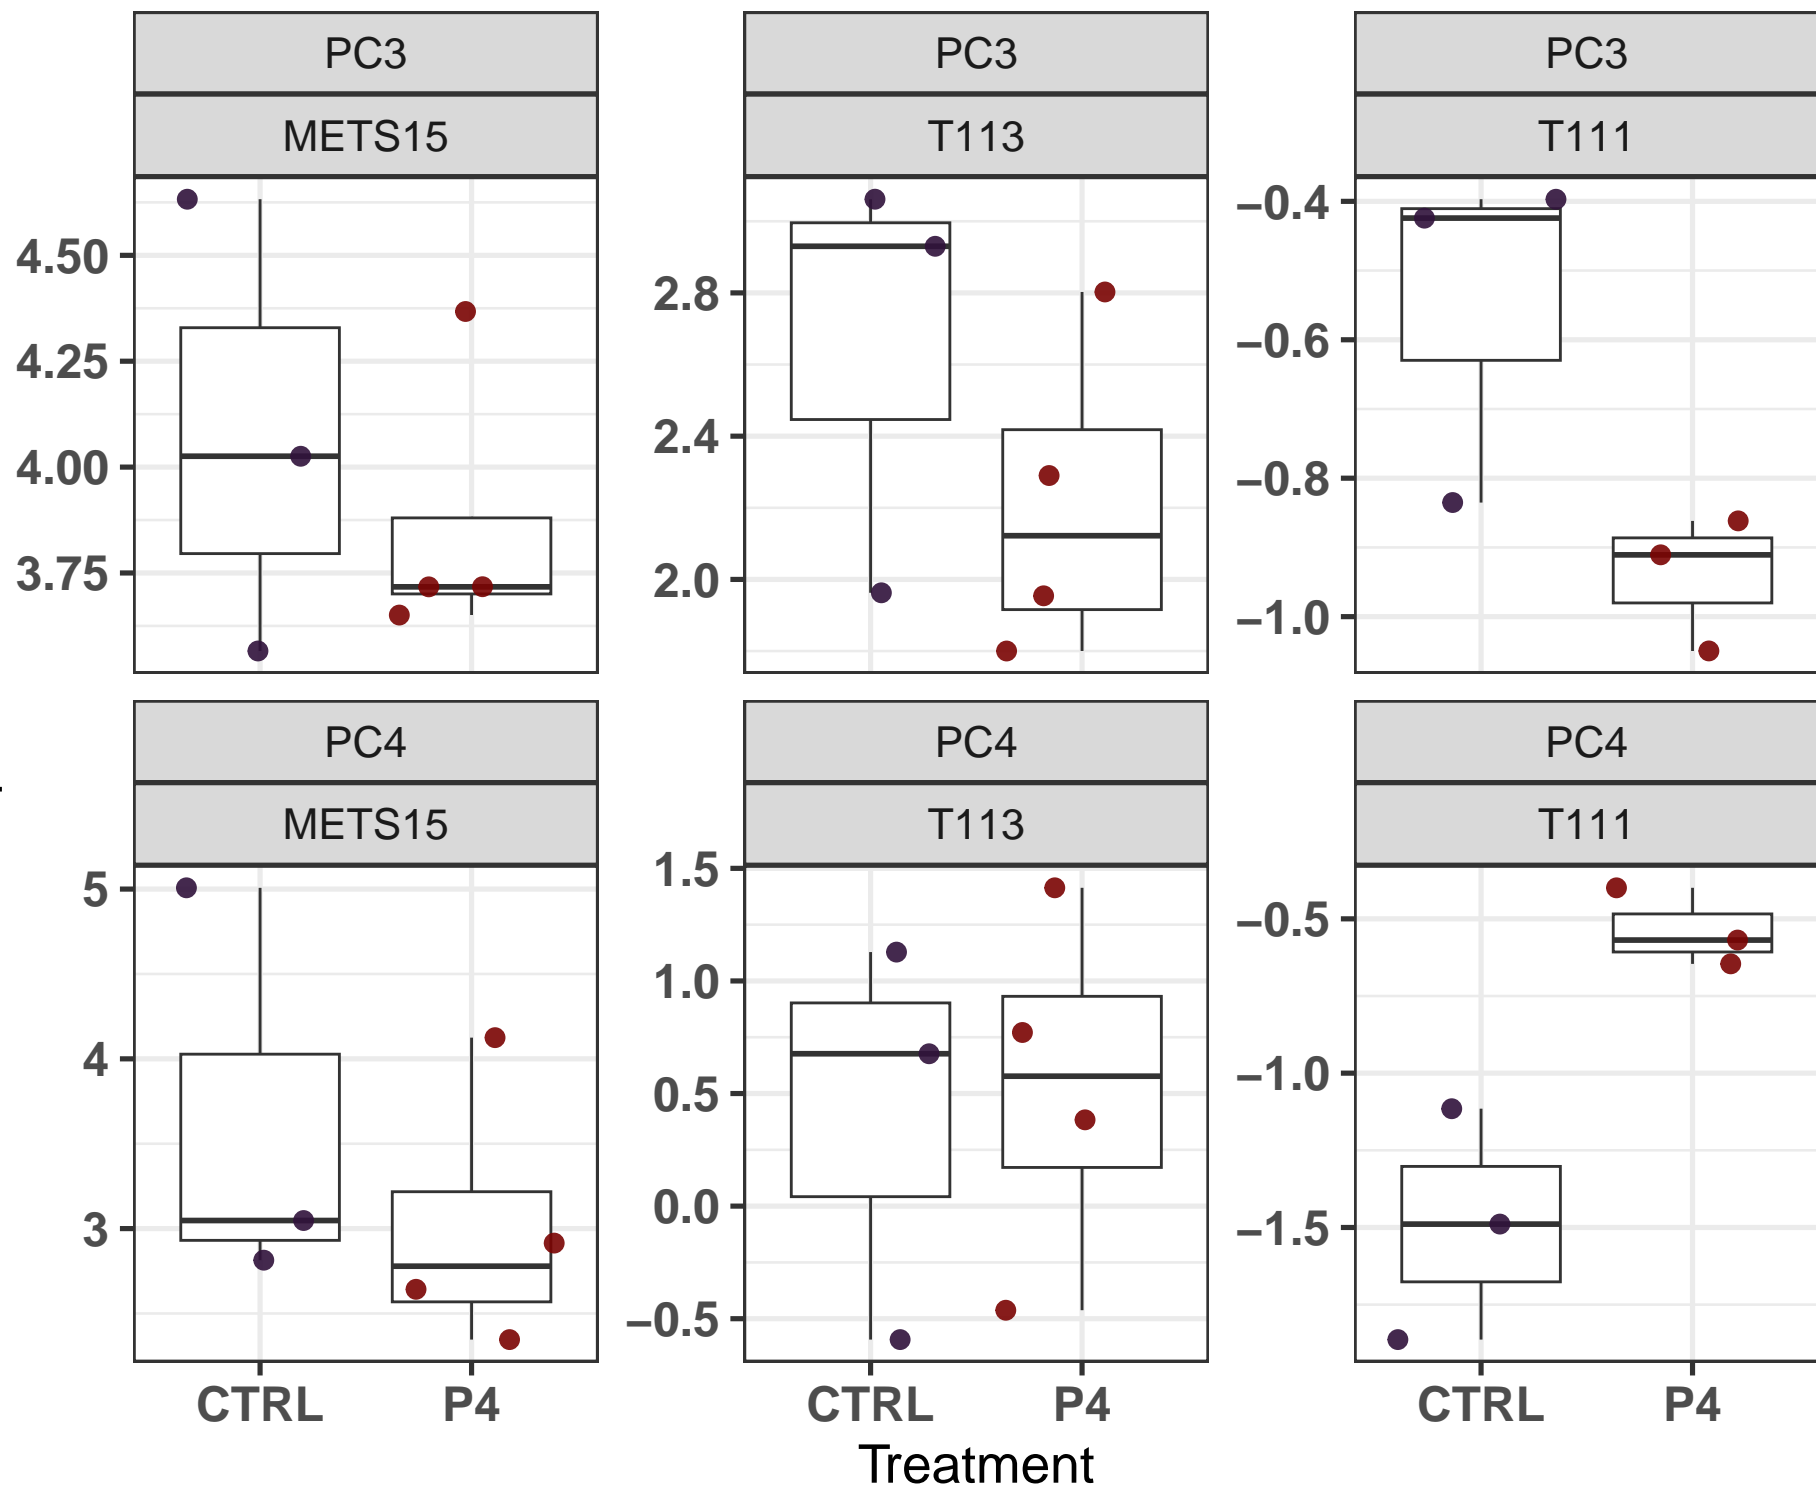 PC3 PC3 PC3
METS15 T113 T111
4.50 4.25 4.00 3.75
2.8 2.4 2.0
−0.4 −0.6 −0.8 −1.0
PC4 PC4 PC4
METS15 T113 T111
5 4 3
1.5 1.0 0.5 0.0 −0.5
−0.5 −1.0 −1.5
CTRL P4 CTRL P4 CTRL P4
Treatment